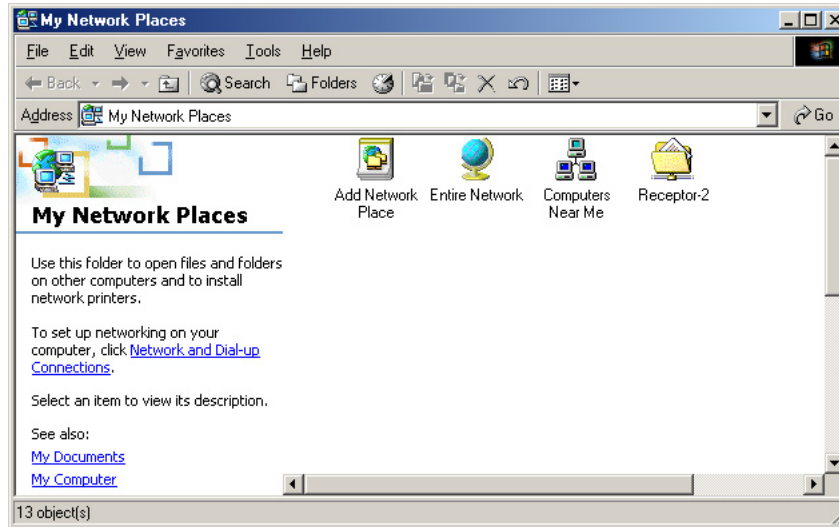 My Network Places
File Edit View Favorites Tools Help
Back Search Folders
Address My Network Places Go
My Network Places
Use this folder to open files and folders
on other computers and to install
network printers.
To set up networking on your
computer, click Network and Dial-up
Connections.
Select an item to view its description.
See also:
My Documents
My Computer
Add Network
Place
Entire Network
Computers
Near Me
Receptor-2
13 object(s)